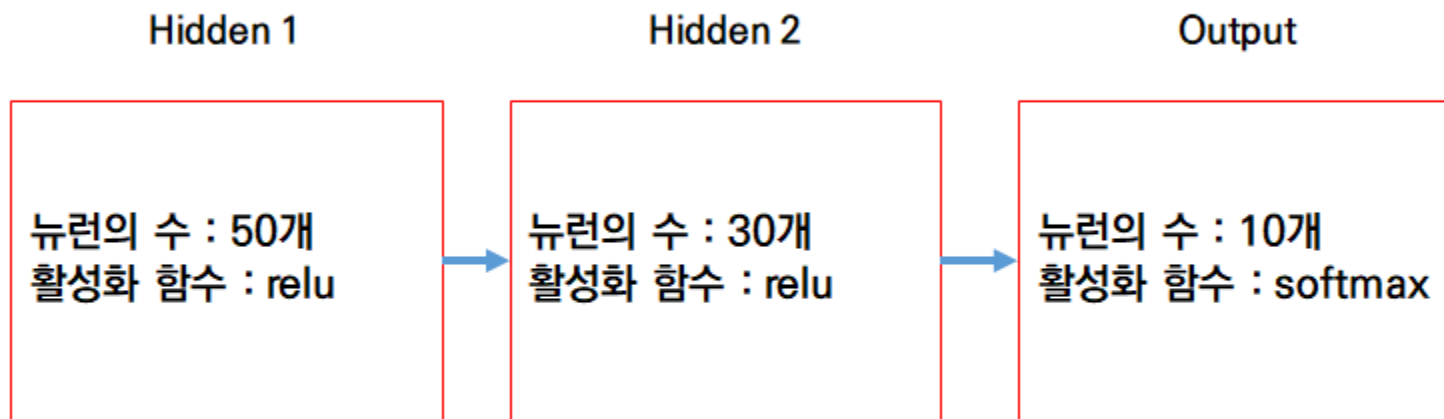 Hidden 1
Hidden 2
Output
뉴런의 수 : 50개
활성화 함수 : relu
뉴런의 수 : 30개
활성화 함수 : relu
뉴런의 수 : 10개
활성화 함수 : softmax